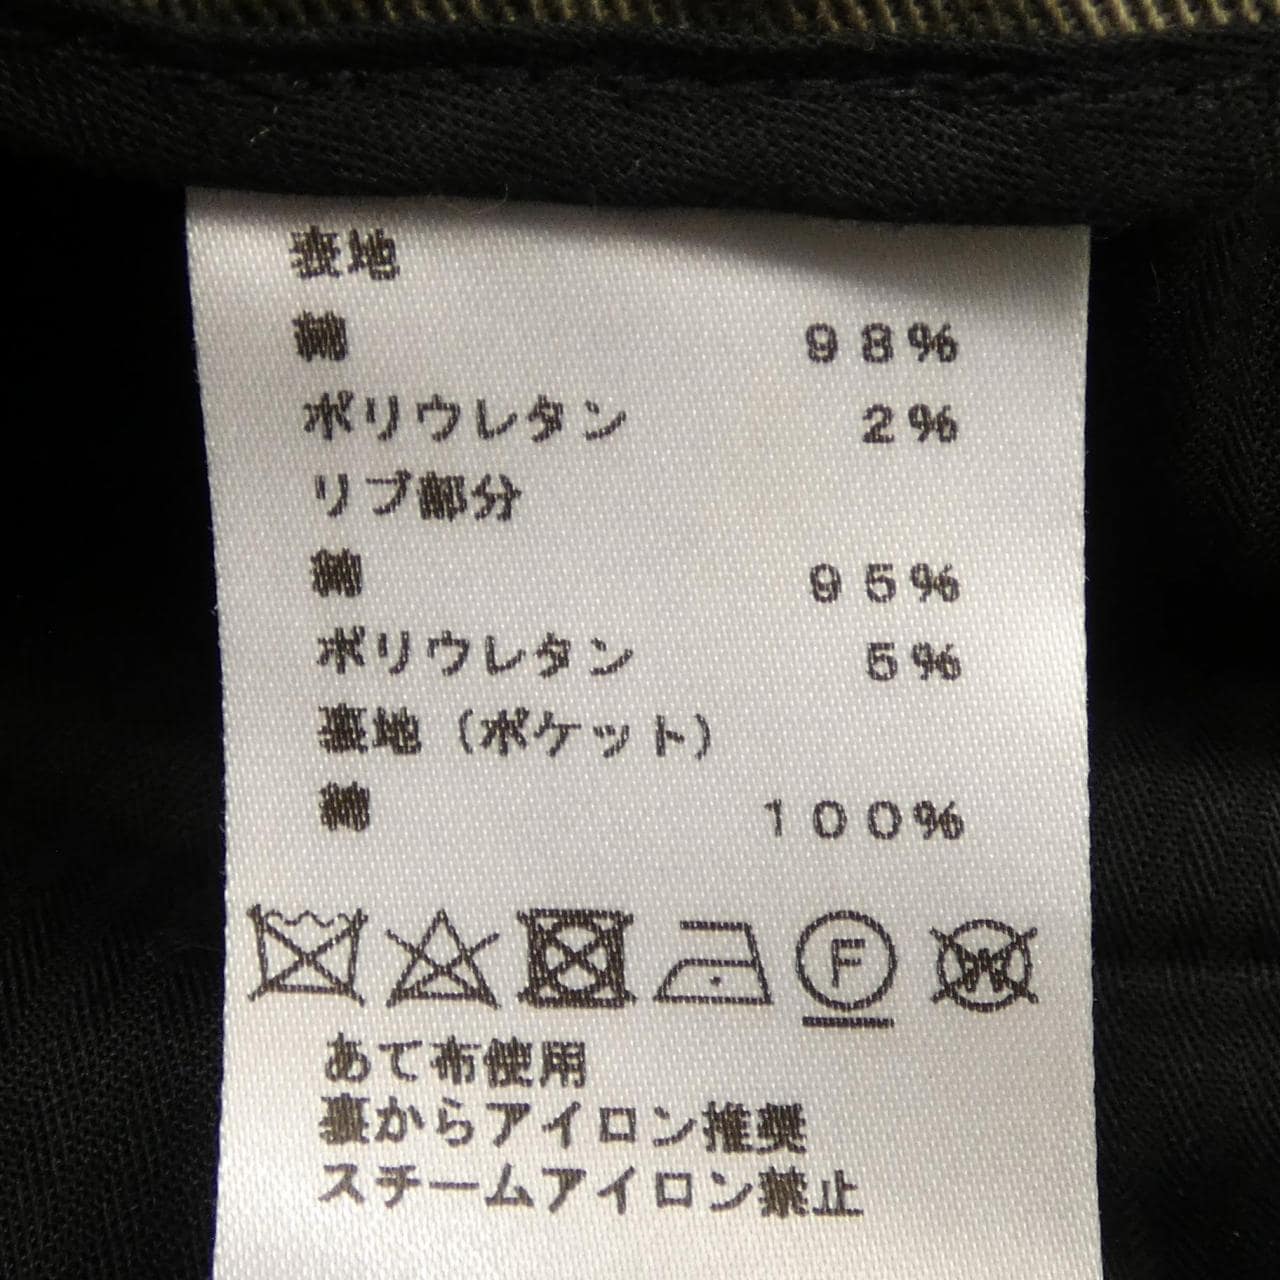 表地
綿 98%
ポリウレタン 2%
リブ部分
綿 95%
ポリウレタン 5%
裏地（ポケット）
綿 100%
F W
あて布使用
裏からアイロン推奨
スチームアイロン禁止